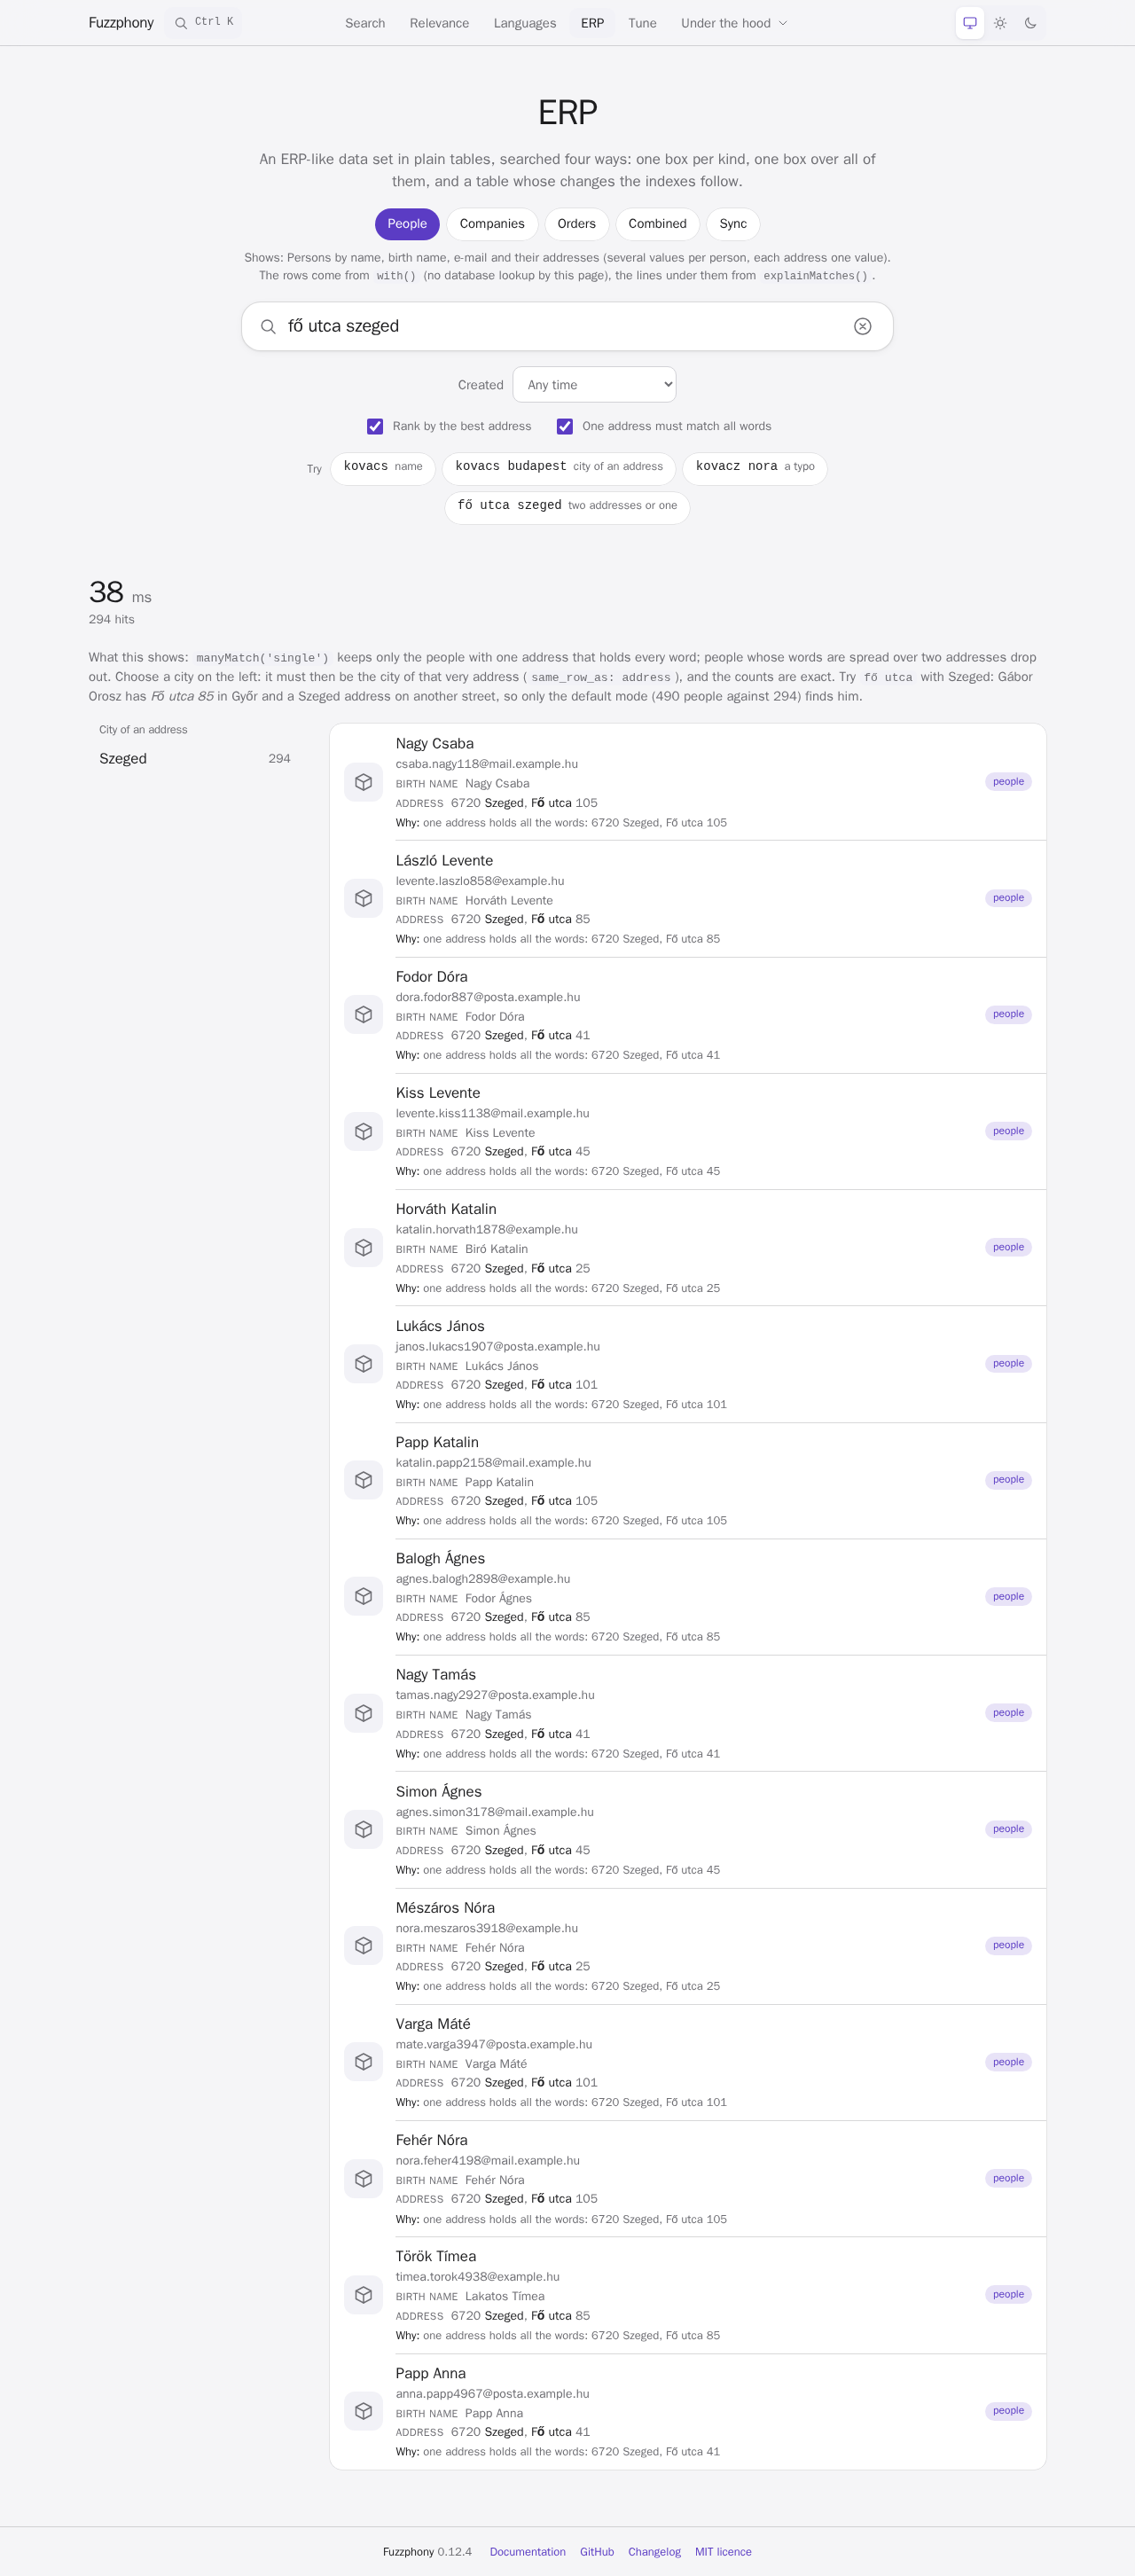 Fuzzphony Ctrl K Search Relevance Languages ERP Tune Under the hood
ERP
An ERP-like data set in plain tables, searched four ways: one box per kind, one box over all of
them, and a table whose changes the indexes follow.
People Companies Orders Combined Sync
Shows: Persons by name, birth name, e-mail and their addresses (several values per person, each address one value).
The rows come from with() (no database lookup by this page), the lines under them from explainMatches() .
fő utca szeged
Created Any time
Rank by the best address One address must match all words
Try kovacs name kovacs budapest city of an address kovacz nora a typo
fő utca szeged two addresses or one
38 ms
294 hits
What this shows: manyMatch('single') keeps only the people with one address that holds every word; people whose words are spread over two addresses drop
out. Choose a city on the left: it must then be the city of that very address ( same_row_as: address ), and the counts are exact. Try fő utca with Szeged: Gábor
Orosz has Fő utca 85 in Győr and a Szeged address on another street, so only the default mode (490 people against 294) finds him.
City of an address
Szeged 294
Nagy Csaba
csaba.nagy118@mail.example.hu
BIRTH NAME Nagy Csaba
ADDRESS 6720 Szeged, Fő utca 105
Why: one address holds all the words: 6720 Szeged, Fő utca 105
people
László Levente
levente.laszlo858@example.hu
BIRTH NAME Horváth Levente
ADDRESS 6720 Szeged, Fő utca 85
Why: one address holds all the words: 6720 Szeged, Fő utca 85
people
Fodor Dóra
dora.fodor887@posta.example.hu
BIRTH NAME Fodor Dóra
ADDRESS 6720 Szeged, Fő utca 41
Why: one address holds all the words: 6720 Szeged, Fő utca 41
people
Kiss Levente
levente.kiss1138@mail.example.hu
BIRTH NAME Kiss Levente
ADDRESS 6720 Szeged, Fő utca 45
Why: one address holds all the words: 6720 Szeged, Fő utca 45
people
Horváth Katalin
katalin.horvath1878@example.hu
BIRTH NAME Biró Katalin
ADDRESS 6720 Szeged, Fő utca 25
Why: one address holds all the words: 6720 Szeged, Fő utca 25
people
Lukács János
janos.lukacs1907@posta.example.hu
BIRTH NAME Lukács János
ADDRESS 6720 Szeged, Fő utca 101
Why: one address holds all the words: 6720 Szeged, Fő utca 101
people
Papp Katalin
katalin.papp2158@mail.example.hu
BIRTH NAME Papp Katalin
ADDRESS 6720 Szeged, Fő utca 105
Why: one address holds all the words: 6720 Szeged, Fő utca 105
people
Balogh Ágnes
agnes.balogh2898@example.hu
BIRTH NAME Fodor Ágnes
ADDRESS 6720 Szeged, Fő utca 85
Why: one address holds all the words: 6720 Szeged, Fő utca 85
people
Nagy Tamás
tamas.nagy2927@posta.example.hu
BIRTH NAME Nagy Tamás
ADDRESS 6720 Szeged, Fő utca 41
Why: one address holds all the words: 6720 Szeged, Fő utca 41
people
Simon Ágnes
agnes.simon3178@mail.example.hu
BIRTH NAME Simon Ágnes
ADDRESS 6720 Szeged, Fő utca 45
Why: one address holds all the words: 6720 Szeged, Fő utca 45
people
Mészáros Nóra
nora.meszaros3918@example.hu
BIRTH NAME Fehér Nóra
ADDRESS 6720 Szeged, Fő utca 25
Why: one address holds all the words: 6720 Szeged, Fő utca 25
people
Varga Máté
mate.varga3947@posta.example.hu
BIRTH NAME Varga Máté
ADDRESS 6720 Szeged, Fő utca 101
Why: one address holds all the words: 6720 Szeged, Fő utca 101
people
Fehér Nóra
nora.feher4198@mail.example.hu
BIRTH NAME Fehér Nóra
ADDRESS 6720 Szeged, Fő utca 105
Why: one address holds all the words: 6720 Szeged, Fő utca 105
people
Török Tímea
timea.torok4938@example.hu
BIRTH NAME Lakatos Tímea
ADDRESS 6720 Szeged, Fő utca 85
Why: one address holds all the words: 6720 Szeged, Fő utca 85
people
Papp Anna
anna.papp4967@posta.example.hu
BIRTH NAME Papp Anna
ADDRESS 6720 Szeged, Fő utca 41
Why: one address holds all the words: 6720 Szeged, Fő utca 41
people
Fuzzphony 0.12.4 Documentation GitHub Changelog MIT licence